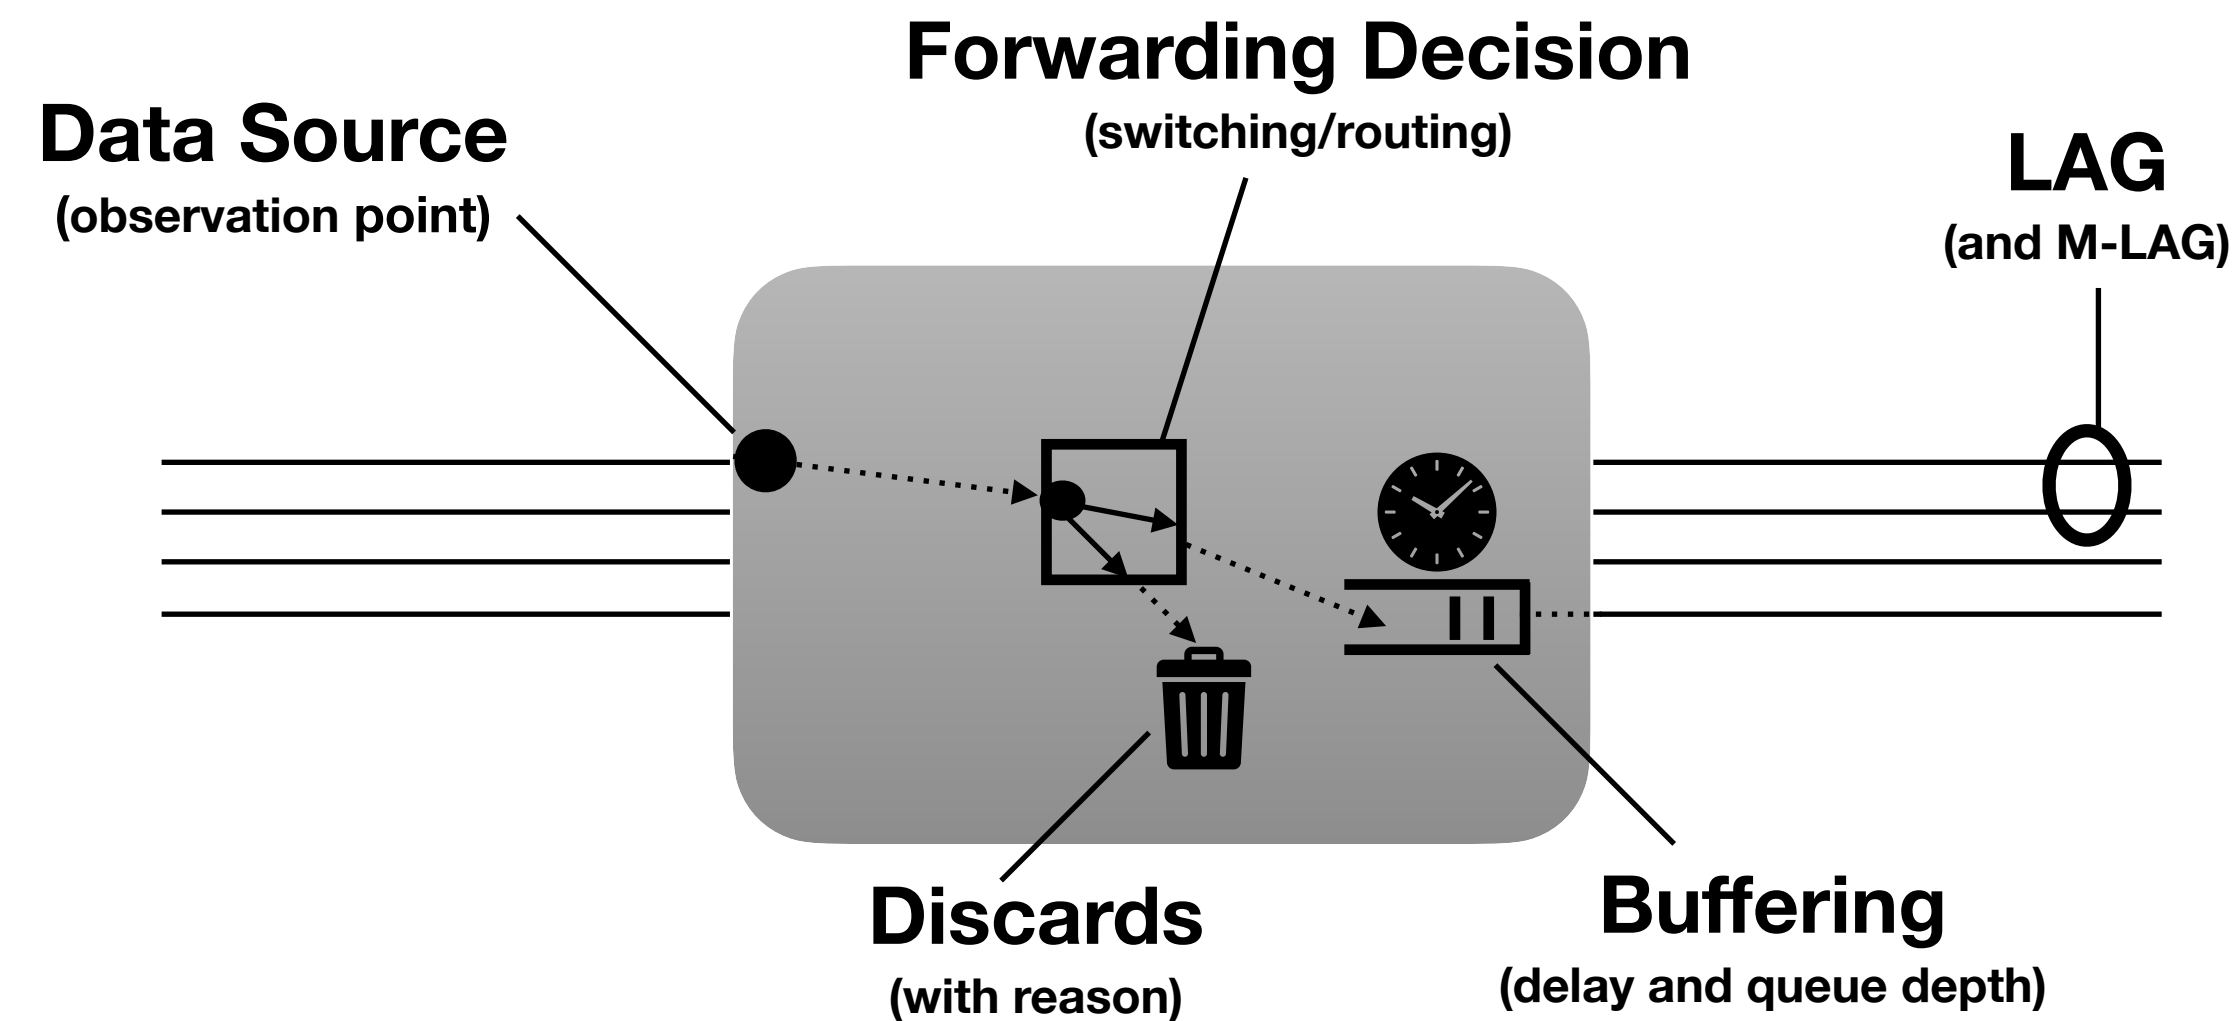 Forwarding Decision
(switching/routing)
Data Source
(observation point)
LAG
(and M-LAG)
Discards
(with reason)
Buffering
(delay and queue depth)